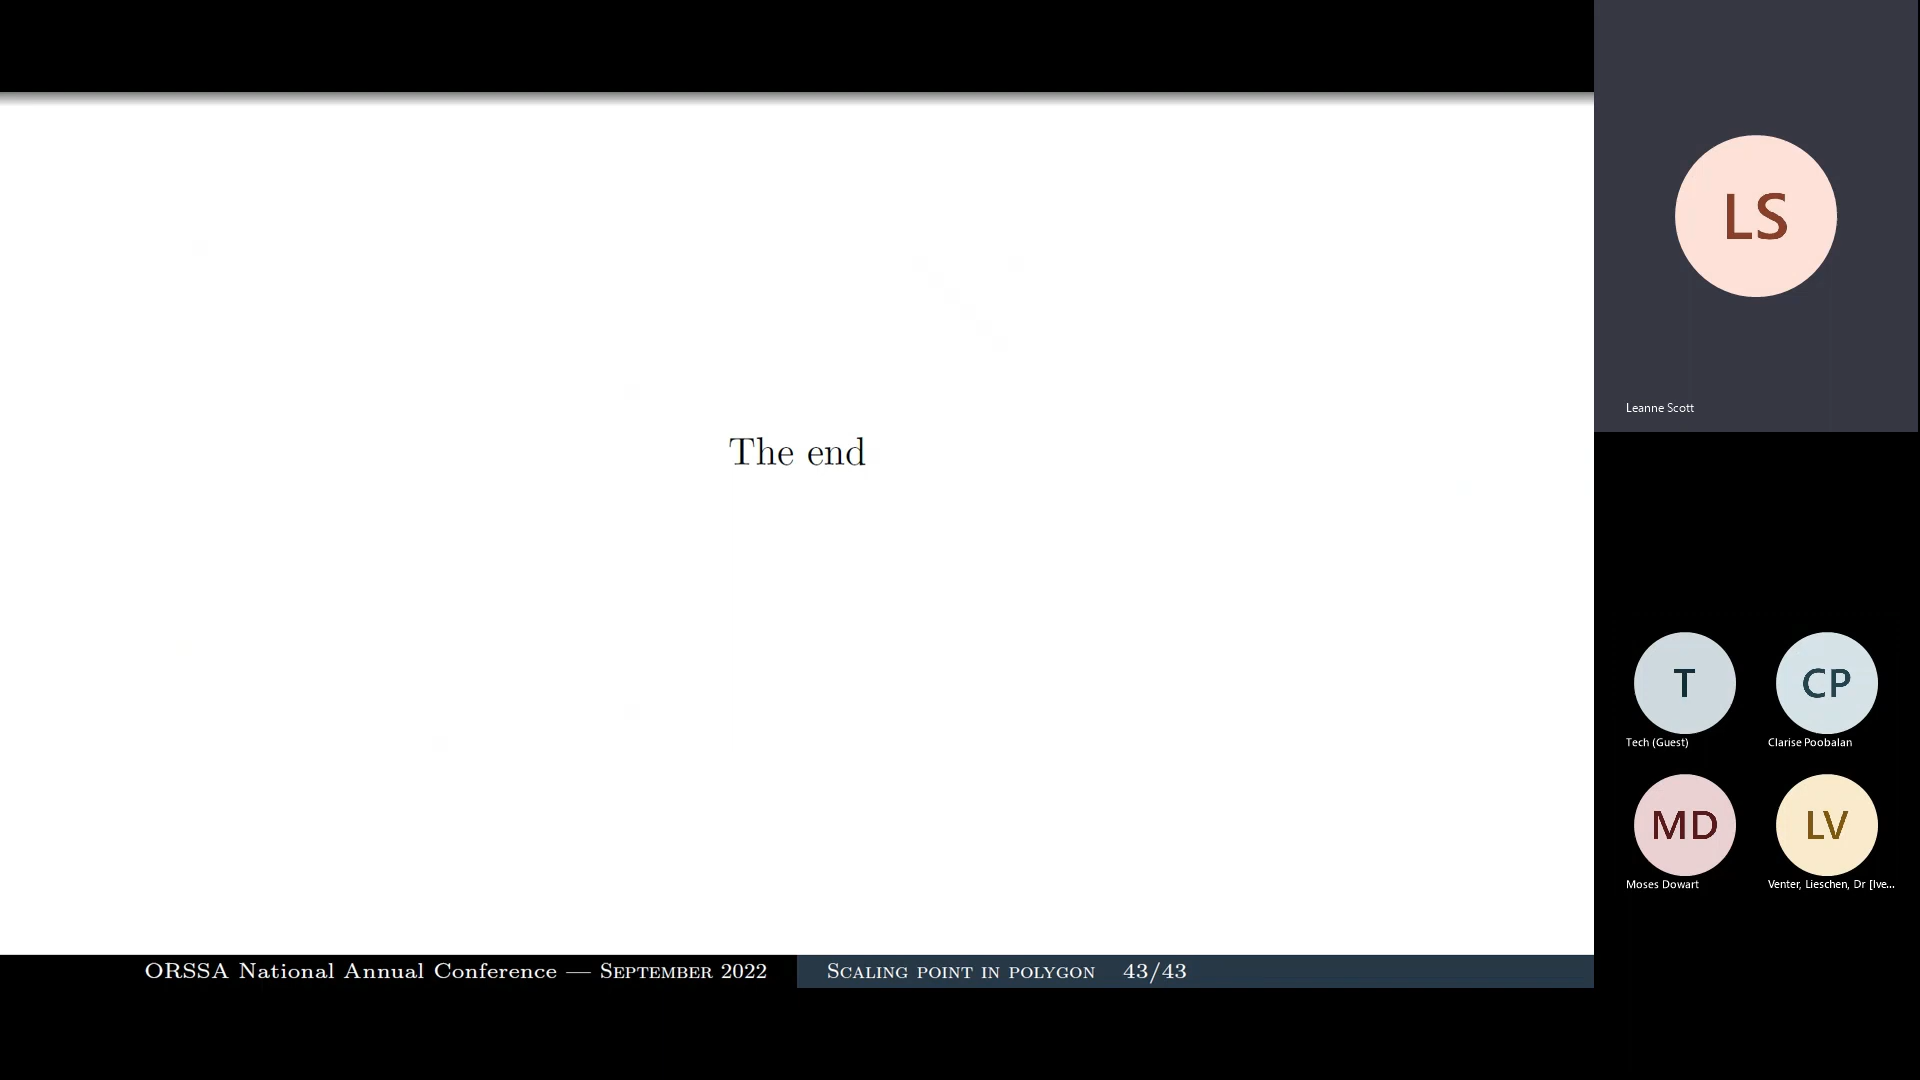 The end
ORSSA National Annual Conference — September 2022
Scaling point in polygon 43/43
LS
Leanne Scott
T
CP
Tech (Guest)
Clarise Poobalan
MD
LV
Moses Dowart
Venter, Lieschen, Dr [lve...